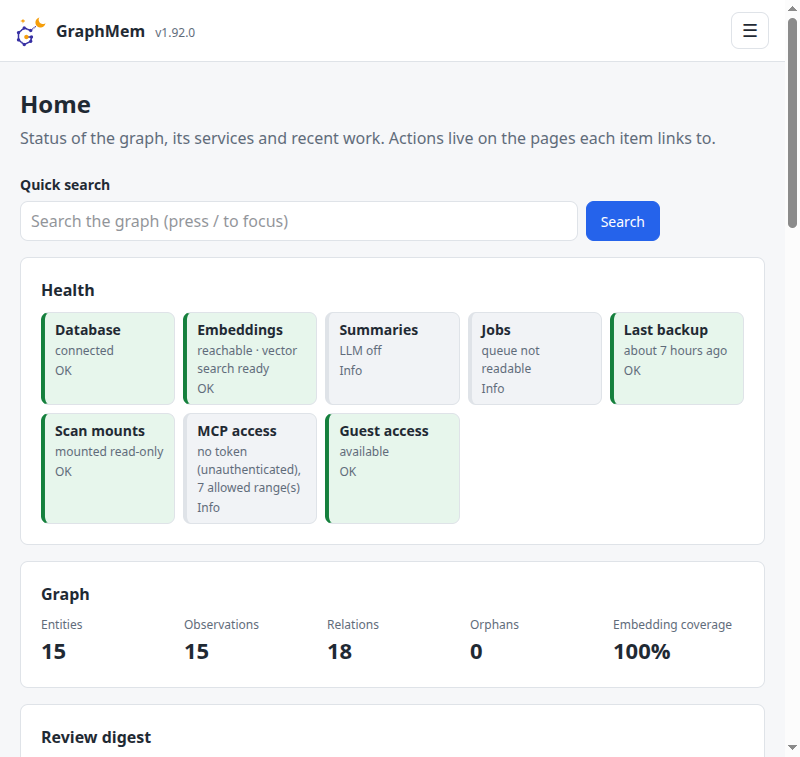 GraphMem v1.92.0
☰
Home
Status of the graph, its services and recent work. Actions live on the pages each item links to.
Quick search
Search the graph (press / to focus)
Search
Health
Database
connected
OK
Embeddings
reachable · vector
search ready
OK
Summaries
LLM off
Info
Jobs
queue not
readable
Info
Last backup
about 7 hours ago
OK
Scan mounts
mounted read-only
OK
MCP access
no token
(unauthenticated),
7 allowed range(s)
Info
Guest access
available
OK
Graph
Entities
15
Observations
15
Relations
18
Orphans
0
Embedding coverage
100%
Review digest